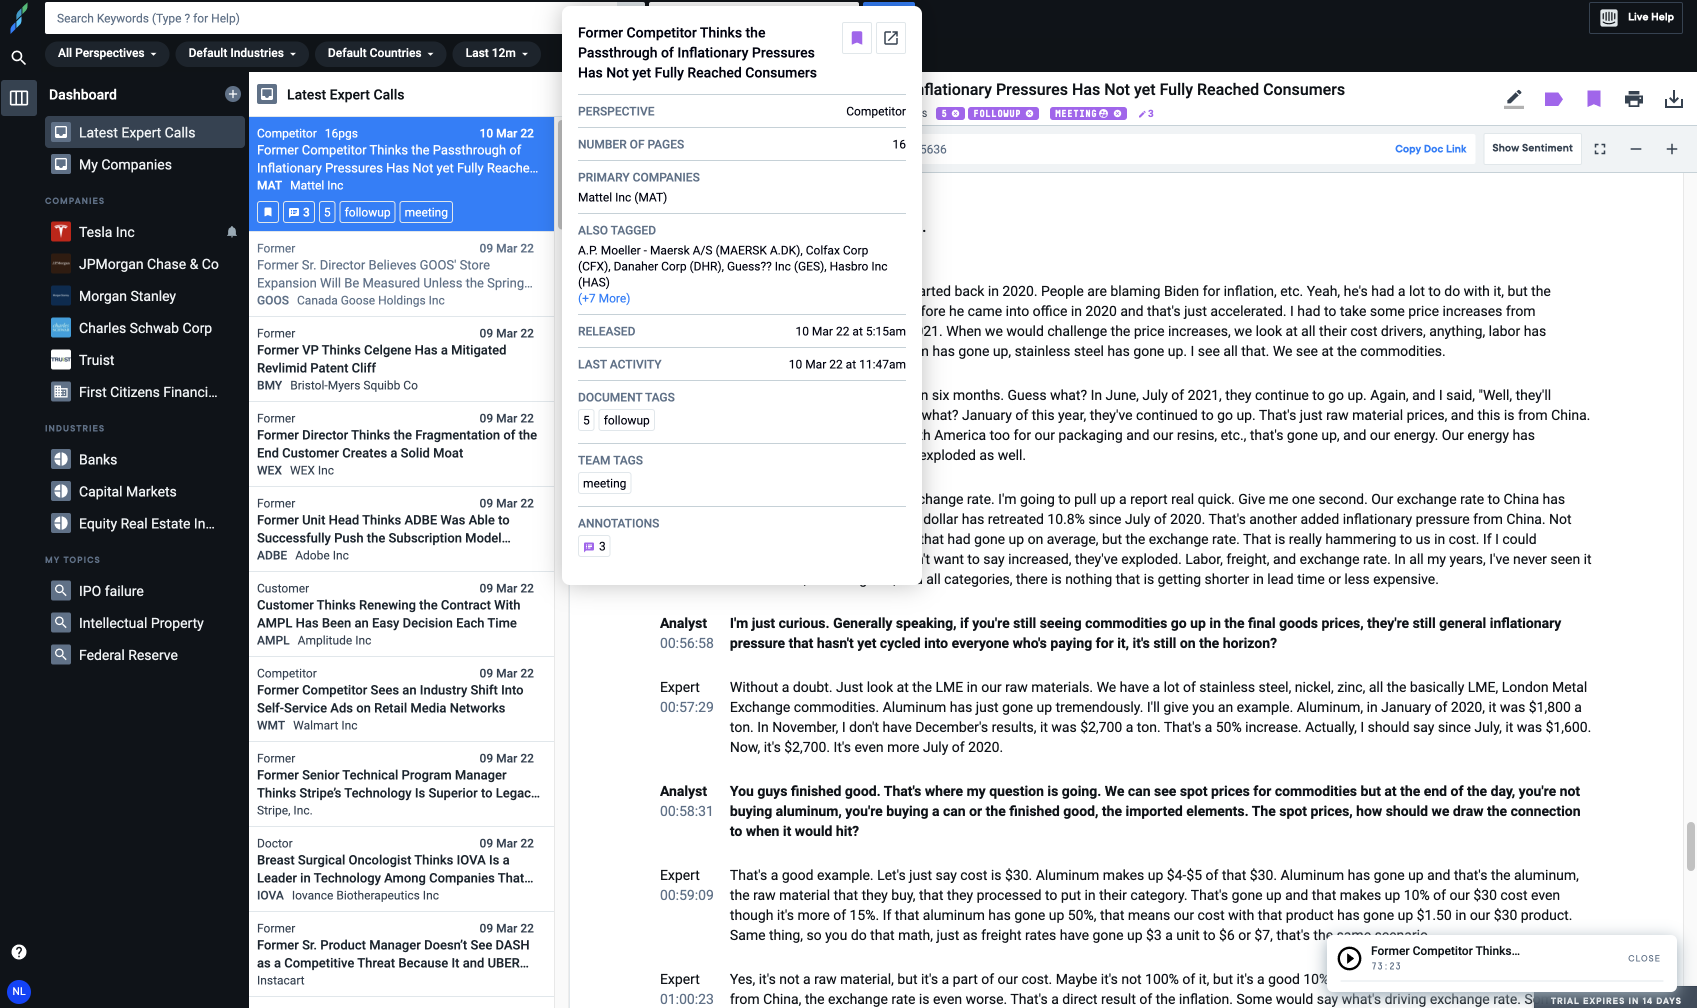 Search Keywords (Type ? for Help)
Live Help
All Perspectives
Default Industries
Default Countries
Last 12m
Dashboard
Latest Expert Calls
My Companies
COMPANIES
Tesla Inc
JPMorgan Chase & Co
Morgan Stanley
Charles Schwab Corp
Truist
First Citizens Financi...
INDUSTRIES
Banks
Capital Markets
Equity Real Estate In...
MY TOPICS
IPO failure
Intellectual Property
Federal Reserve
NL
Latest Expert Calls
Competitor 16pgs 10 Mar 22
Former Competitor Thinks the Passthrough of
Inflationary Pressures Has Not yet Fully Reache...
MAT Mattel Inc
3 5 followup meeting
Former 09 Mar 22
Former Sr. Director Believes GOOS' Store
Expansion Will Be Measured Unless the Spring...
GOOS Canada Goose Holdings Inc
Former 09 Mar 22
Former VP Thinks Celgene Has a Mitigated
Revlimid Patent Cliff
BMY Bristol-Myers Squibb Co
Former 09 Mar 22
Former Director Thinks the Fragmentation of the
End Customer Creates a Solid Moat
WEX WEX Inc
Former 09 Mar 22
Former Unit Head Thinks ADBE Was Able to
Successfully Push the Subscription Model...
ADBE Adobe Inc
Customer 09 Mar 22
Customer Thinks Renewing the Contract With
AMPL Has Been an Easy Decision Each Time
AMPL Amplitude Inc
Competitor 09 Mar 22
Former Competitor Sees an Industry Shift Into
Self-Service Ads on Retail Media Networks
WMT Walmart Inc
Former 09 Mar 22
Former Senior Technical Program Manager
Thinks Stripe's Technology Is Superior to Legac...
Stripe, Inc.
Doctor 09 Mar 22
Breast Surgical Oncologist Thinks IOVA Is a
Leader in Technology Among Companies That...
IOVA Iovance Biotherapeutics Inc
Former 09 Mar 22
Former Sr. Product Manager Doesn't See DASH
as a Competitive Threat Because It and UBER...
Instacart
Former Competitor Thinks the
Passthrough of Inflationary Pressures
Has Not yet Fully Reached Consumers
PERSPECTIVE Competitor
NUMBER OF PAGES 16
PRIMARY COMPANIES
Mattel Inc (MAT)
ALSO TAGGED
A.P. Moeller - Maersk A/S (MAERSK A.DK), Colfax Corp
(CFX), Danaher Corp (DHR), Guess?? Inc (GES), Hasbro Inc
(HAS)
(+7 More)
RELEASED 10 Mar 22 at 5:15am
LAST ACTIVITY 10 Mar 22 at 11:47am
DOCUMENT TAGS
5 followup
TEAM TAGS
meeting
ANNOTATIONS
3
flationary Pressures Has Not yet Fully Reached Consumers
S 5 FOLLOWUP MEETING 3
5636 Copy Doc Link Show Sentiment
arted back in 2020. People are blaming Biden for inflation, etc. Yeah, he's had a lot to do with it, but the
fore he came into office in 2020 and that's just accelerated. I had to take some price increases from
21. When we would challenge the price increases, we look at all their cost drivers, anything, labor has
has gone up, stainless steel has gone up. I see all that. We see at the commodities.
six months. Guess what? In June, July of 2021, they continue to go up. Again, and I said, "Well, they'll
what? January of this year, they've continued to go up. That's just raw material prices, and this is from China.
h America too for our packaging and our resins, etc., that's gone up, and our energy. Our energy has
exploded as well.
change rate. I'm going to pull up a report real quick. Give me one second. Our exchange rate to China has
dollar has retreated 10.8% since July of 2020. That's another added inflationary pressure from China. Not
that had gone up on average, but the exchange rate. That is really hammering to us in cost. If I could
't want to say increased, they've exploded. Labor, freight, and exchange rate. In all my years, I've never seen it
all categories, there is nothing that is getting shorter in lead time or less expensive.
Analyst I'm just curious. Generally speaking, if you're still seeing commodities go up in the final goods prices, they're still general inflationary
00:56:58 pressure that hasn't yet cycled into everyone who's paying for it, it's still on the horizon?
Expert Without a doubt. Just look at the LME in our raw materials. We have a lot of stainless steel, nickel, zinc, all the basically LME, London Metal
00:57:29 Exchange commodities. Aluminum has just gone up tremendously. I'll give you an example. Aluminum, in January of 2020, it was $1,800 a
ton. In November, I don't have December's results, it was $2,700 a ton. That's a 50% increase. Actually, I should say since July, it was $1,600.
Now, it's $2,700. It's even more July of 2020.
Analyst You guys finished good. That's where my question is going. We can see spot prices for commodities but at the end of the day, you're not
00:58:31 buying aluminum, you're buying a can or the finished good, the imported elements. The spot prices, how should we draw the connection
to when it would hit?
Expert That's a good example. Let's just say cost is $30. Aluminum makes up $4-$5 of that $30. Aluminum has gone up and that's the aluminum,
00:59:09 the raw material that they buy, that they processed to put in their category. That's gone up and that makes up 10% of our $30 cost even
though it's more of 15%. If that aluminum has gone up 50%, that means our cost with that product has gone up $1.50 in our $30 product.
Same thing, so you do that math, just as freight rates have gone up $3 a unit to $6 or $7, that's the same scenario.
Expert Yes, it's not a raw material, but it's a part of our cost. Maybe it's not 100% of it, but it's a good 10%
01:00:23 from China, the exchange rate is even worse. That's a direct result of the inflation. Some would say what's driving exchange rate. S
Former Competitor Thinks...
73:23
CLOSE
TRIAL EXPIRES IN 14 DAYS